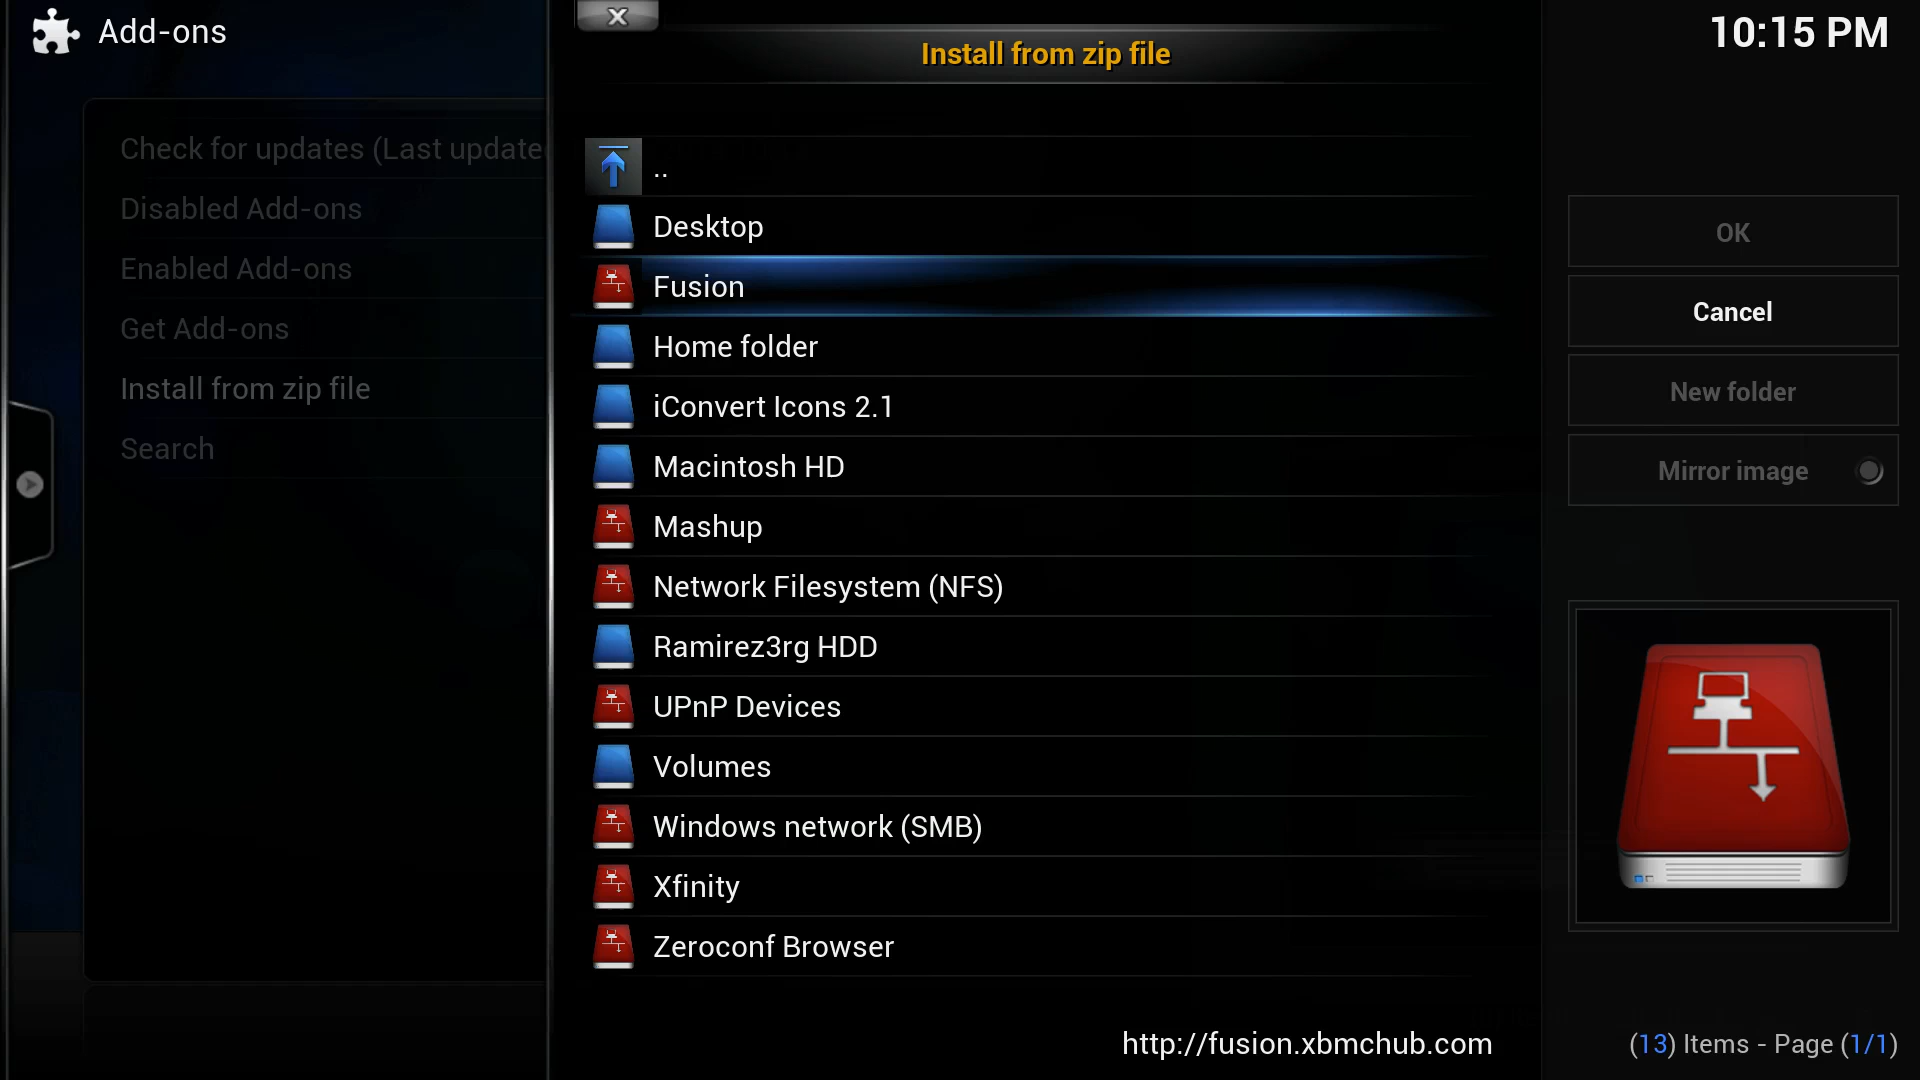 Add-ons
10:15 PM
Install from zip file
Check for updates (Last update
Disabled Add-ons
Enabled Add-ons
Get Add-ons
Install from zip file
Search
..
Desktop
Fusion
Home folder
iConvert Icons 2.1
Macintosh HD
Mashup
Network Filesystem (NFS)
Ramirez3rg HDD
UPnP Devices
Volumes
Windows network (SMB)
Xfinity
Zeroconf Browser
OK
Cancel
New folder
Mirror image
http://fusion.xbmchub.com
(13) Items - Page (1/1)